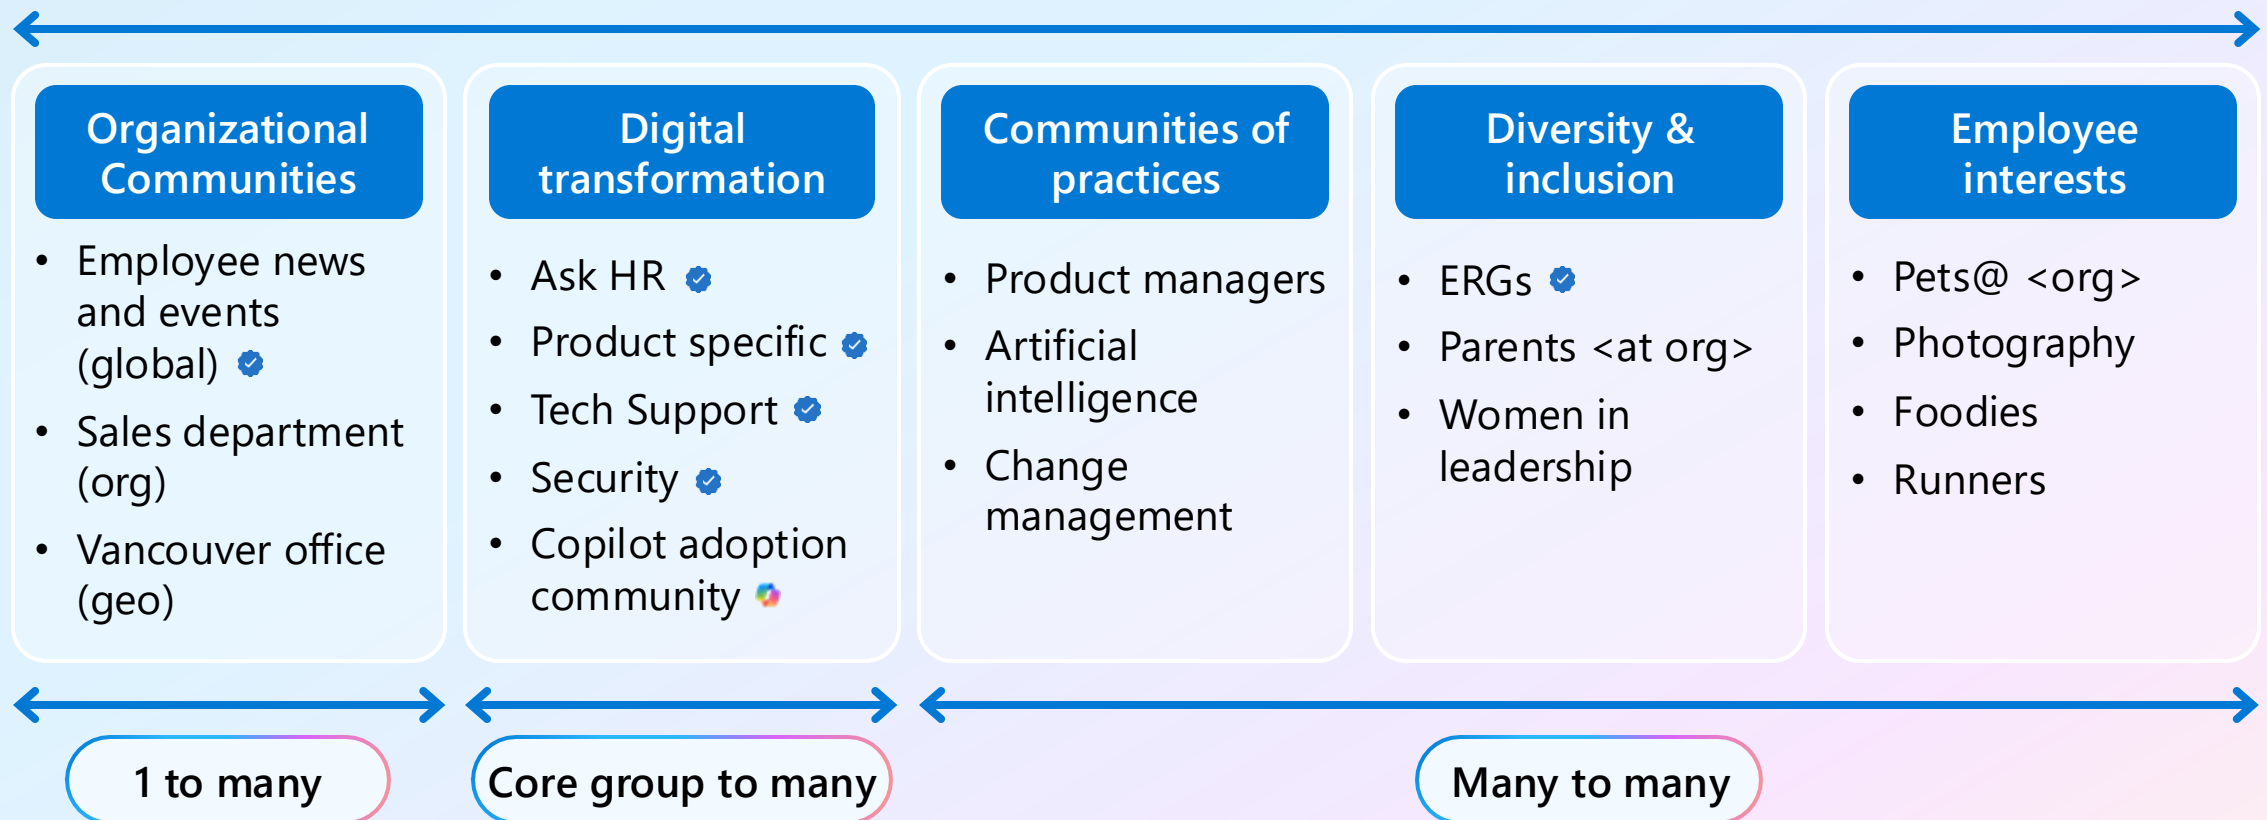 Organizational
Communities
• Employee news
and events
(global)
• Sales department
(org)
• Vancouver office
(geo)
Digital
transformation
• Ask HR
• Product specific
• Tech Support
• Security
• Copilot adoption
community
Communities of
practices
• Product managers
• Artificial
intelligence
• Change
management
Diversity &
inclusion
• ERGs
• Parents <at org>
• Women in
leadership
Employee
interests
• Pets@ <org>
• Photography
• Foodies
• Runners
1 to many
Core group to many
Many to many